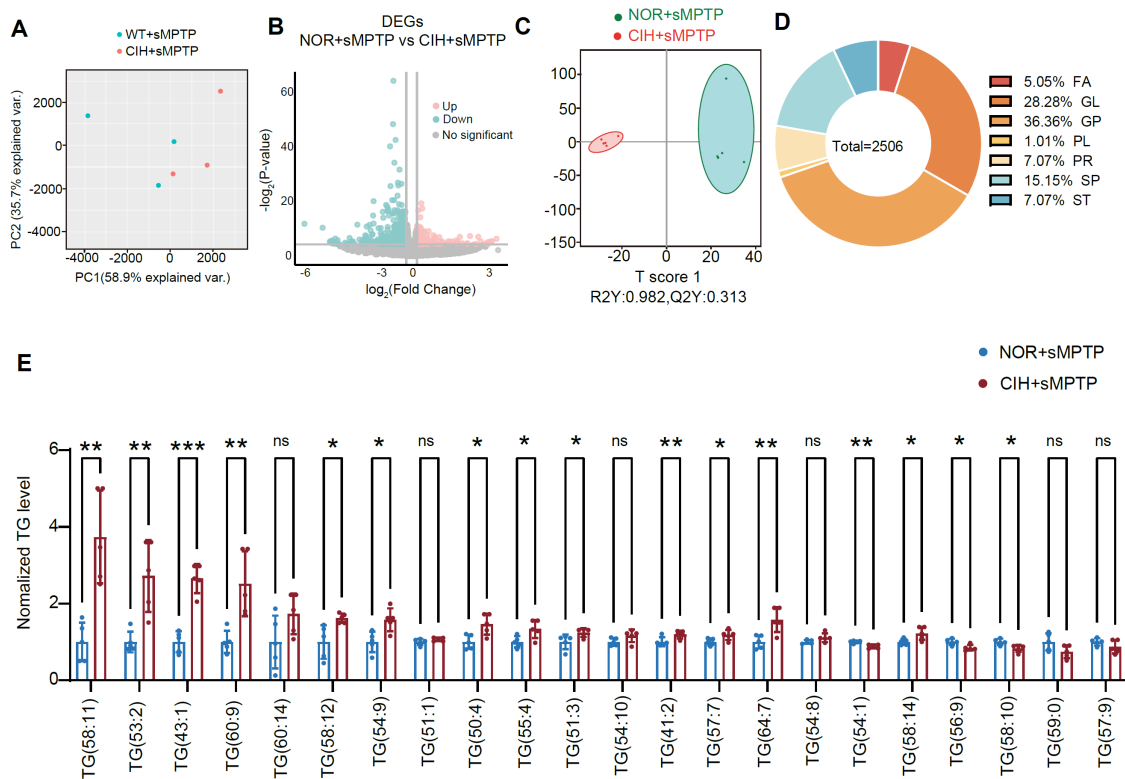 A
WT+sMPTP
CIH+sMPTP
PC2 (35.7% explained var.)
2000
0
-2000
-4000
-4000 -2000 0 2000
PC1(58.9% explained var.)
B
DEGs
NOR+sMPTP vs CIH+sMPTP
-log2(P-value)
60
40
20
0
Up
Down
No significant
-6 -3 0 3
log2(Fold Change)
C
NOR+sMPTP
CIH+sMPTP
100
50
0
-50
-100
-150
-20 0 20 40
T score 1
R2Y:0.982,Q2Y:0.313
D
Total=2506
5.05% FA
28.28% GL
36.36% GP
1.01% PL
7.07% PR
15.15% SP
7.07% ST
E
NOR+sMPTP
CIH+sMPTP
Nomalized TG level
6
4
2
0
** ** *** ** ns * * ns * * * ns ** * ** ns ** * * * ns ns
TG(58:11) TG(53:2) TG(43:1) TG(60:9) TG(60:14) TG(58:12) TG(54:9) TG(51:1) TG(50:4) TG(55:4) TG(51:3) TG(54:10) TG(41:2) TG(57:7) TG(64:7) TG(54:8) TG(54:1) TG(58:14) TG(56:9) TG(58:10) TG(59:0) TG(57:9)